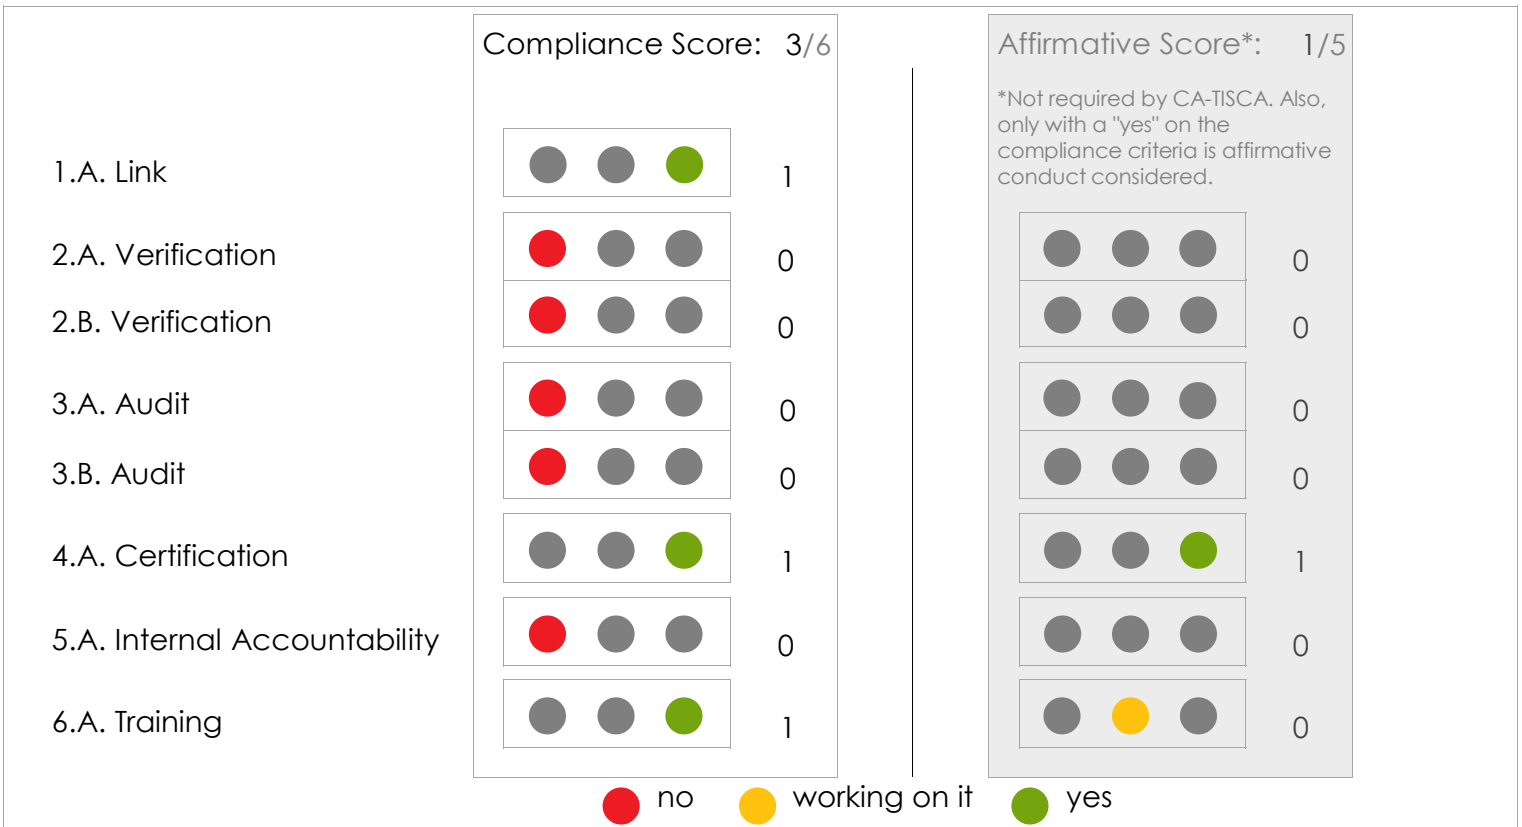 Compliance Score: 3/6
Affirmative Score*: 1/5
*Not required by CA-TISCA. Also,
only with a "yes" on the
compliance criteria is affirmative
conduct considered.
1.A. Link 1
2.A. Verification 0 0
2.B. Verification 0 0
3.A. Audit 0 0
3.B. Audit 0 0
4.A. Certification 1 1
5.A. Internal Accountability 0 0
6.A. Training 1 0
no working on it yes